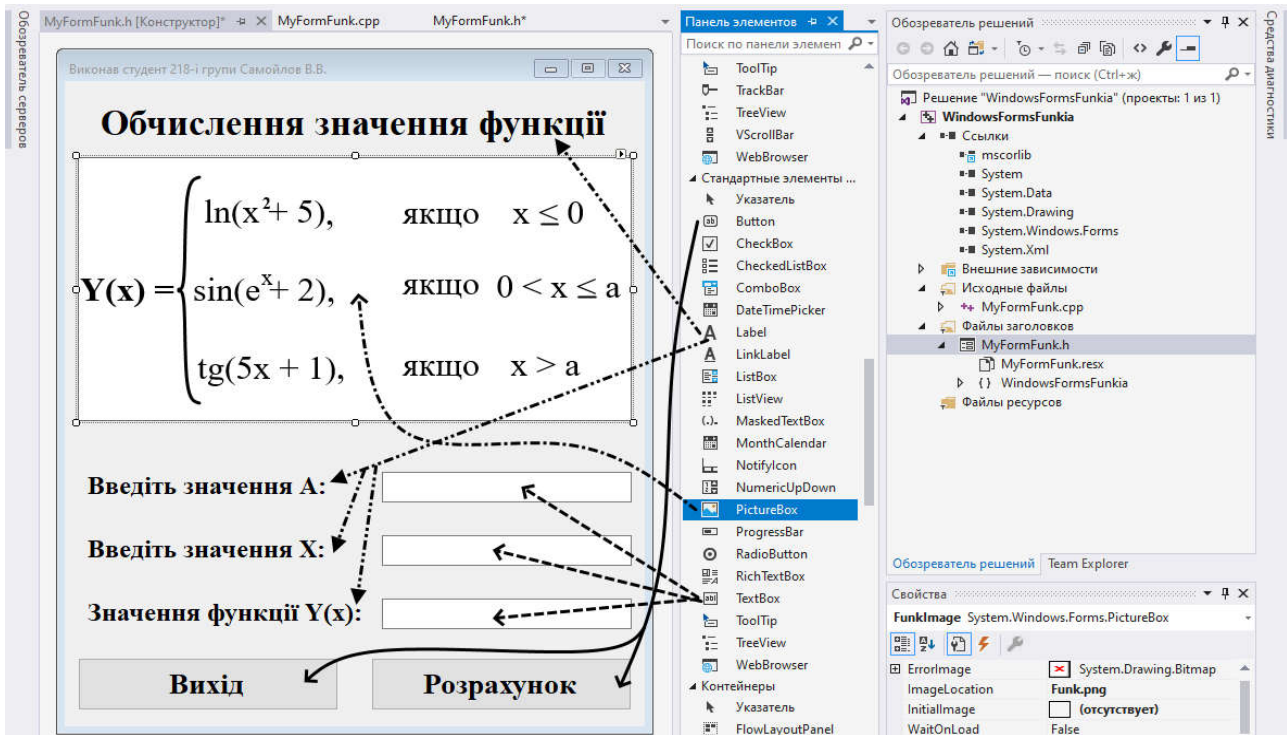 Обозреватель серверов
MyFormFunk.h [Конструктор]*
MyFormFunk.cpp
MyFormFunk.h*
Виконав студент 218-і групи Самойлов В.В.
Обчислення значення функції
ln(x²+ 5), якщо x ≤ 0
Y(x) = sin(eˣ+ 2), якщо 0 < x ≤ a
tg(5x + 1), якщо x > a
Введіть значення A:
Введіть значення X:
Значення функції Y(x):
Вихід
Розрахунок
Панель элементов
Поиск по панели элемент
ToolTip
TrackBar
TreeView
VScrollBar
WebBrowser
Стандартные элементы ...
Указатель
Button
CheckBox
CheckedListBox
ComboBox
DateTimePicker
Label
LinkLabel
ListBox
ListView
MaskedTextBox
MonthCalendar
NotifyIcon
NumericUpDown
PictureBox
ProgressBar
RadioButton
RichTextBox
TextBox
ToolTip
TreeView
WebBrowser
Контейнеры
Указатель
FlowLayoutPanel
Обозреватель решений
Обозреватель решений — поиск (Ctrl+ж)
Решение "WindowsFormsFunkia" (проекты: 1 из 1)
WindowsFormsFunkia
Ссылки
mscorlib
System
System.Data
System.Drawing
System.Windows.Forms
System.Xml
Внешние зависимости
Исходные файлы
MyFormFunk.cpp
Файлы заголовков
MyFormFunk.h
MyFormFunk.resx
{ } WindowsFormsFunkia
Файлы ресурсов
Обозреватель решений Team Explorer
Свойства
FunkImage System.Windows.Forms.PictureBox
ErrorImage System.Drawing.Bitmap
ImageLocation Funk.png
InitialImage (отсутствует)
WaitOnLoad False
Средства диагностики